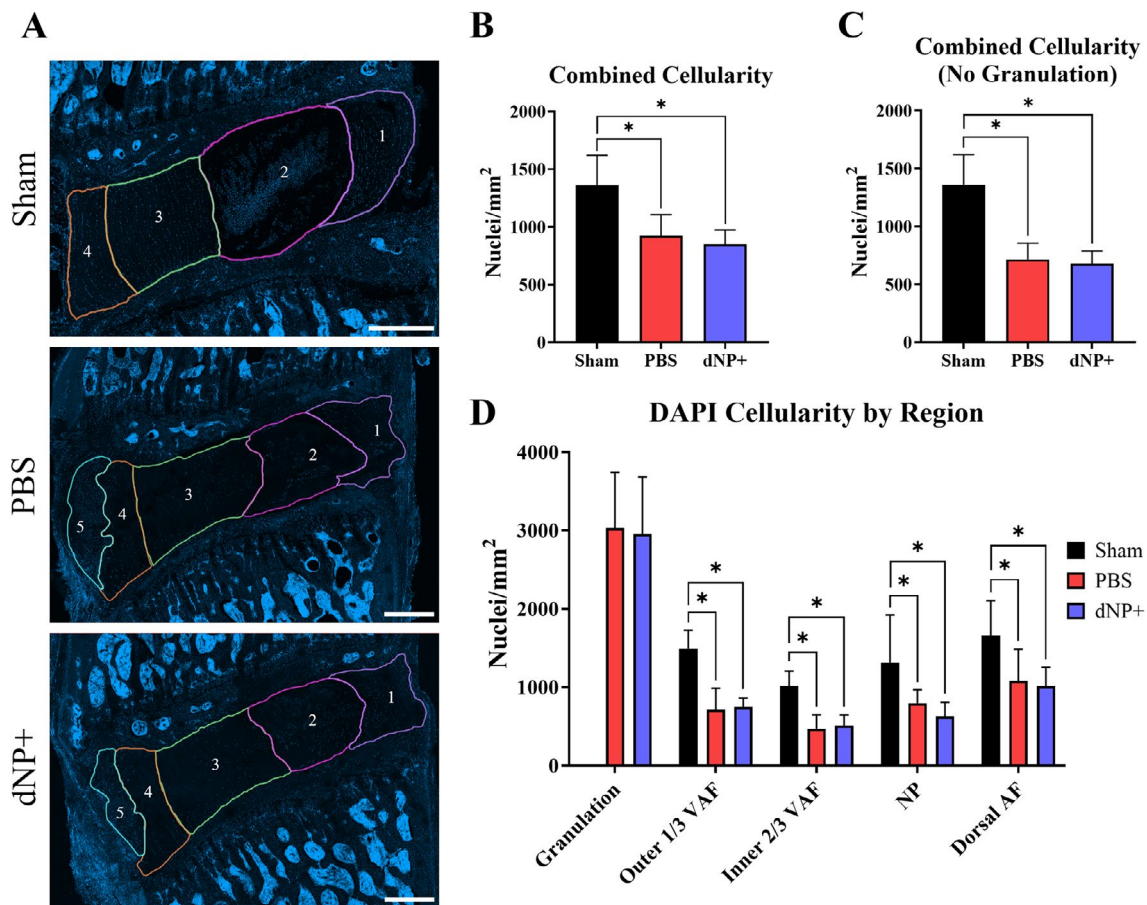 A
Sham
1
2
3
4
PBS
1
2
3
4
5
dNP+
1
2
3
4
5
B
Combined Cellularity
Nuclei/mm²
2000
1500
1000
500
0
*
*
Sham PBS dNP+
C
Combined Cellularity
(No Granulation)
Nuclei/mm²
2000
1500
1000
500
0
*
*
Sham PBS dNP+
D
DAPI Cellularity by Region
Nuclei/mm²
4000
3000
2000
1000
0
*
*
*
*
*
*
*
*
Granulation
Outer 1/3 VAF
Inner 2/3 VAF
NP
Dorsal AF
Sham
PBS
dNP+